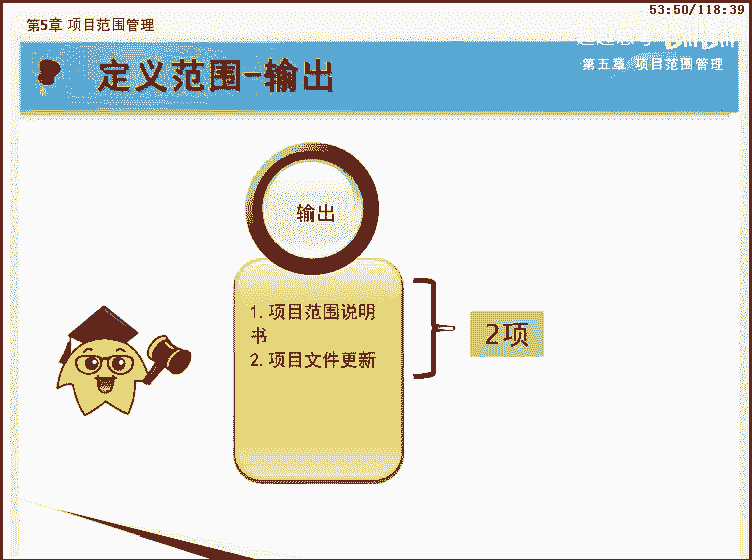 53:50/118:39
第5章 项目范围管理
第五章 项目范围管理
定义范围-输出
输出
1. 项目范围说明
书
2. 项目文件更新
2项